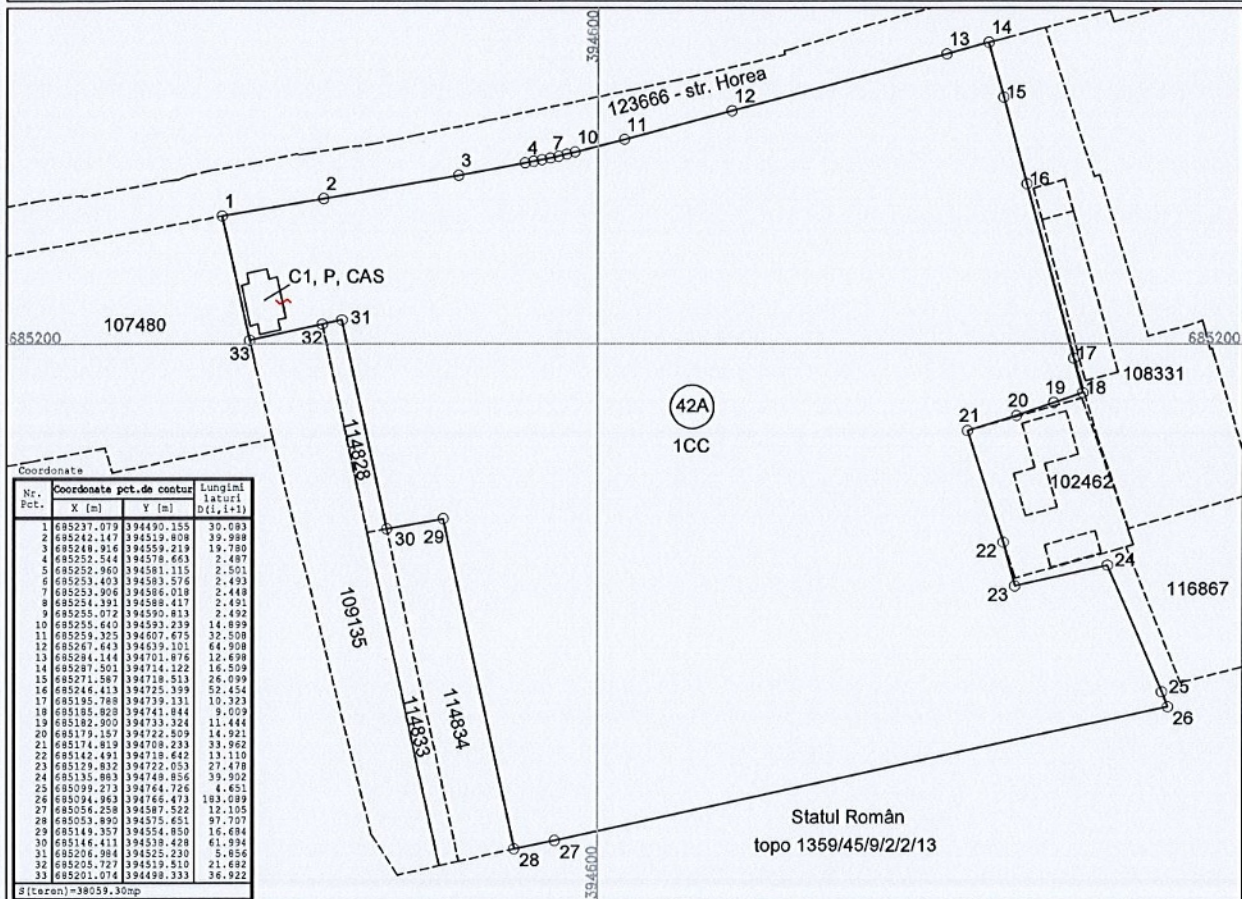 394600
14
13
15
123666 - str. Horea
12
11
10
7
4
3
2
1
16
C1, P, CAS
107480
31
32
33
685200
685200
17
108331
18
19
20
21
42A
1CC
114828
102462
30
29
22
24
23
116867
109135
114833
114834
25
26
28
27
Statul Român
topo 1359/45/9/2/2/13
394600
Coordonate
Nr. Pct. Coordonate pct.de contur Lungimi laturi D(i,i+1)
X [m] Y [m]
1 685237.079 394490.155 30.083
2 685242.147 394519.808 39.988
3 685248.916 394559.219 19.780
4 685252.544 394578.663 2.487
5 685252.960 394581.115 2.501
6 685253.403 394583.576 2.493
7 685253.906 394586.018 2.448
8 685254.391 394588.417 2.491
9 685255.072 394590.813 2.492
10 685255.640 394593.239 14.899
11 685259.325 394607.675 32.508
12 685267.643 394639.101 64.908
13 685284.144 394701.876 12.698
14 685287.501 394714.122 16.509
15 685271.587 394718.513 26.099
16 685246.413 394725.399 52.454
17 685195.788 394739.131 10.323
18 685185.828 394741.844 9.009
19 685182.900 394733.324 11.444
20 685179.157 394722.509 14.921
21 685174.819 394708.233 33.962
22 685142.491 394718.642 13.110
23 685129.832 394722.053 27.478
24 685135.883 394748.856 39.902
25 685099.273 394764.726 4.651
26 685094.963 394766.473 183.089
27 685056.258 394587.522 12.105
28 685053.890 394575.651 97.707
29 685149.357 394554.850 16.684
30 685146.411 394538.428 61.994
31 685206.984 394525.230 5.856
32 685205.727 394519.510 21.682
33 685201.074 394498.333 36.922
S(teren)=38059.30mp